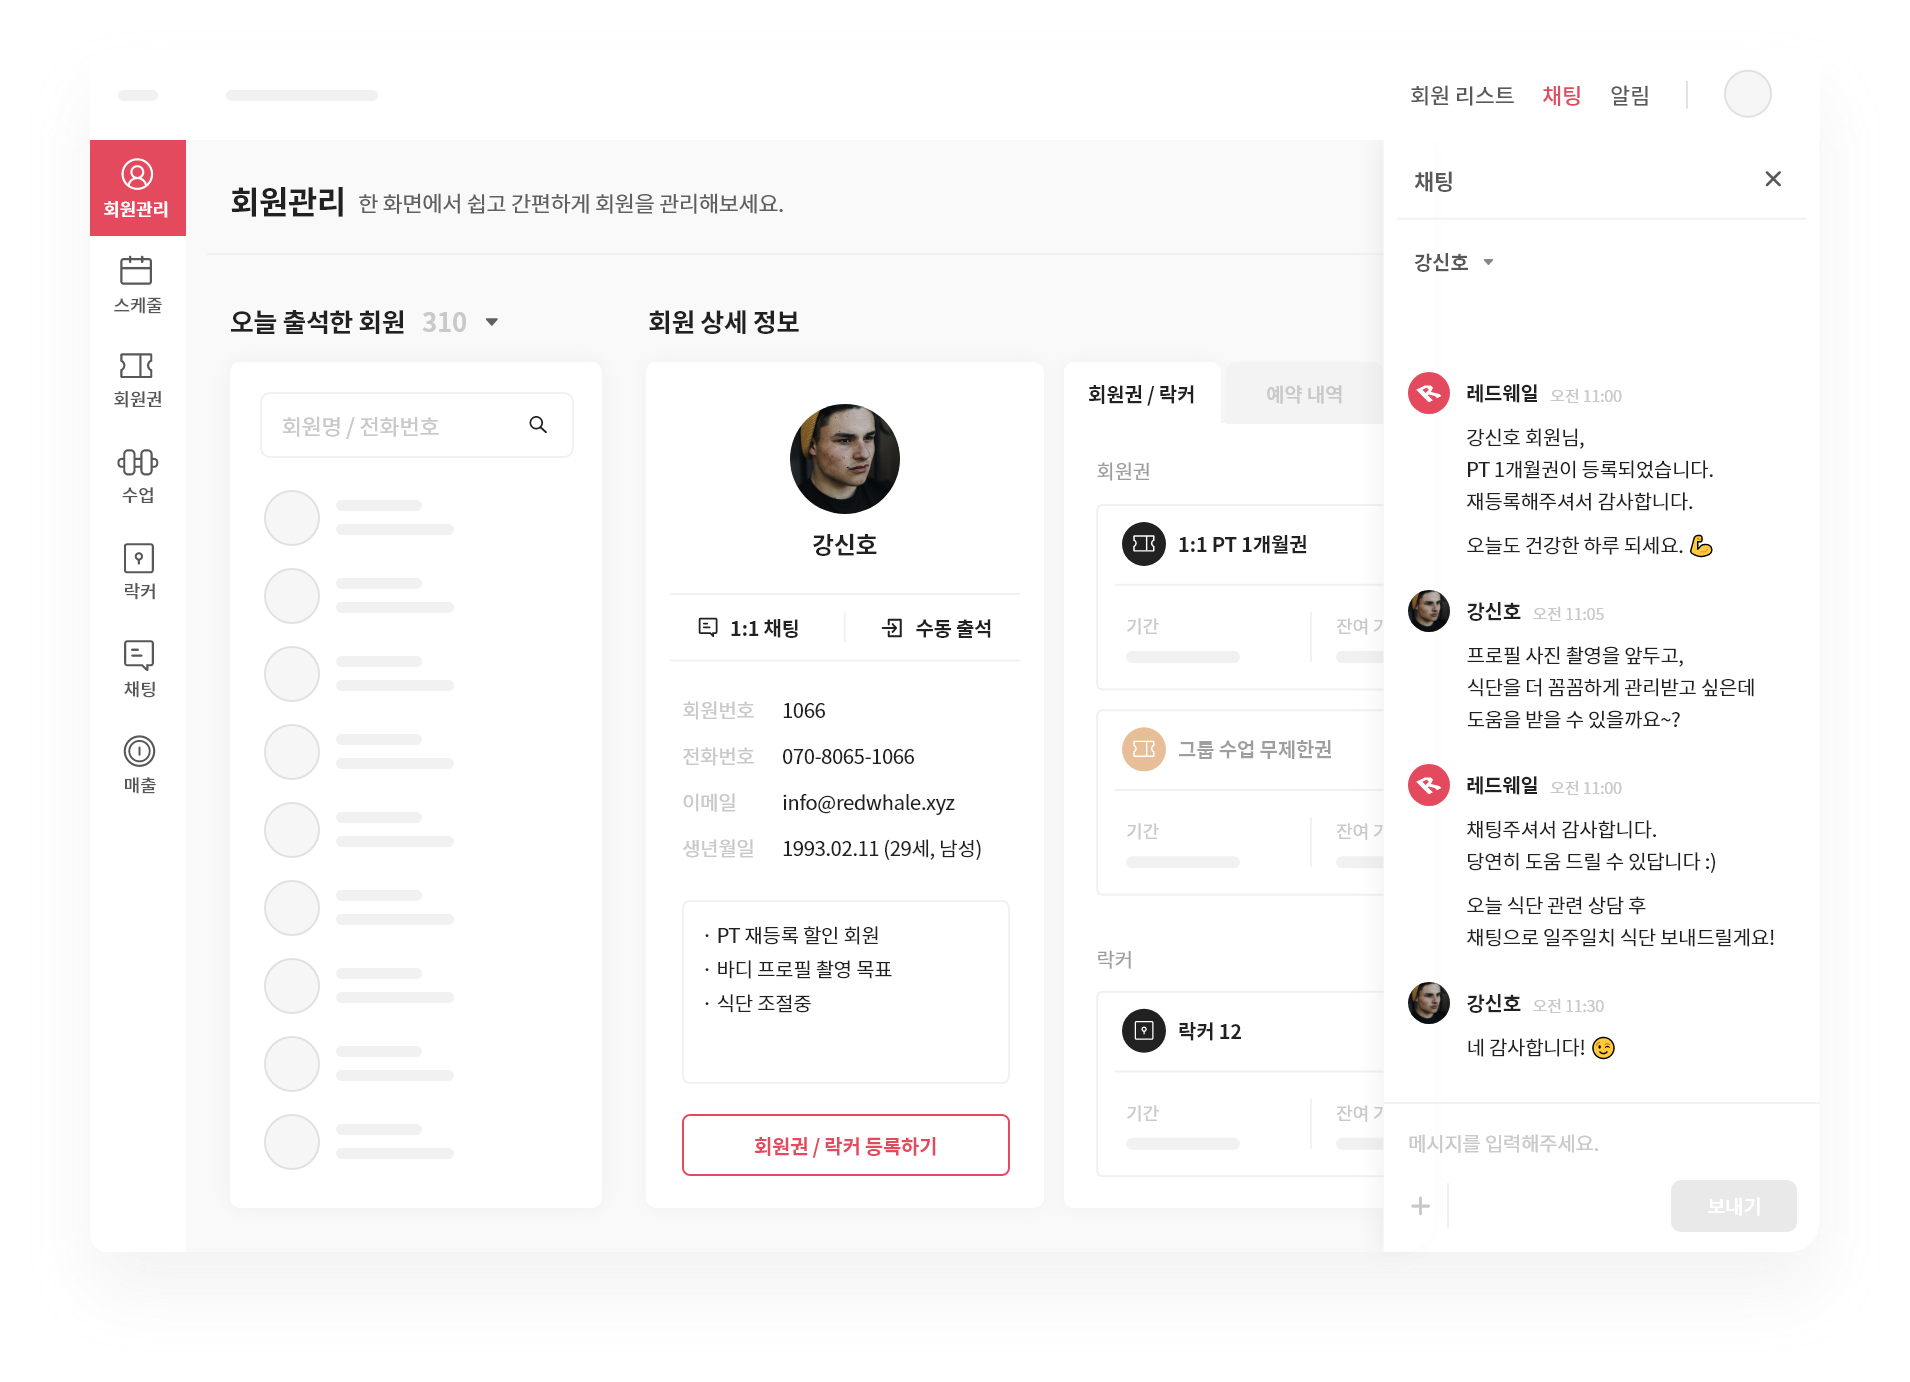 회원 리스트 채팅 알림
회원관리
스케줄
회원권
수업
락커
채팅
매출
회원관리 한 화면에서 쉽고 간편하게 회원을 관리해보세요.
오늘 출석한 회원 310
회원명 / 전화번호
회원 상세 정보
강신호
1:1 채팅 수동 출석
회원번호 1066
전화번호 070-8065-1066
이메일 info@redwhale.xyz
생년월일 1993.02.11 (29세, 남성)
· PT 재등록 할인 회원
· 바디 프로필 촬영 목표
· 식단 조절중
회원권 / 락커 등록하기
회원권 / 락커 예약 내역
회원권
1:1 PT 1개월권
기간 잔여
그룹 수업 무제한권
기간 잔여
락커
락커 12
기간 잔여
채팅
강신호
레드웨일 오전 11:00
강신호 회원님,
PT 1개월권이 등록되었습니다.
재등록해주셔서 감사합니다.
오늘도 건강한 하루 되세요. 💪
강신호 오전 11:05
프로필 사진 촬영을 앞두고,
식단을 더 꼼꼼하게 관리받고 싶은데
도움을 받을 수 있을까요~?
레드웨일 오전 11:00
채팅주셔서 감사합니다.
당연히 도움 드릴 수 있답니다 :)
오늘 식단 관련 상담 후
채팅으로 일주일치 식단 보내드릴게요!
강신호 오전 11:30
네 감사합니다! 😉
메시지를 입력해주세요.
보내기